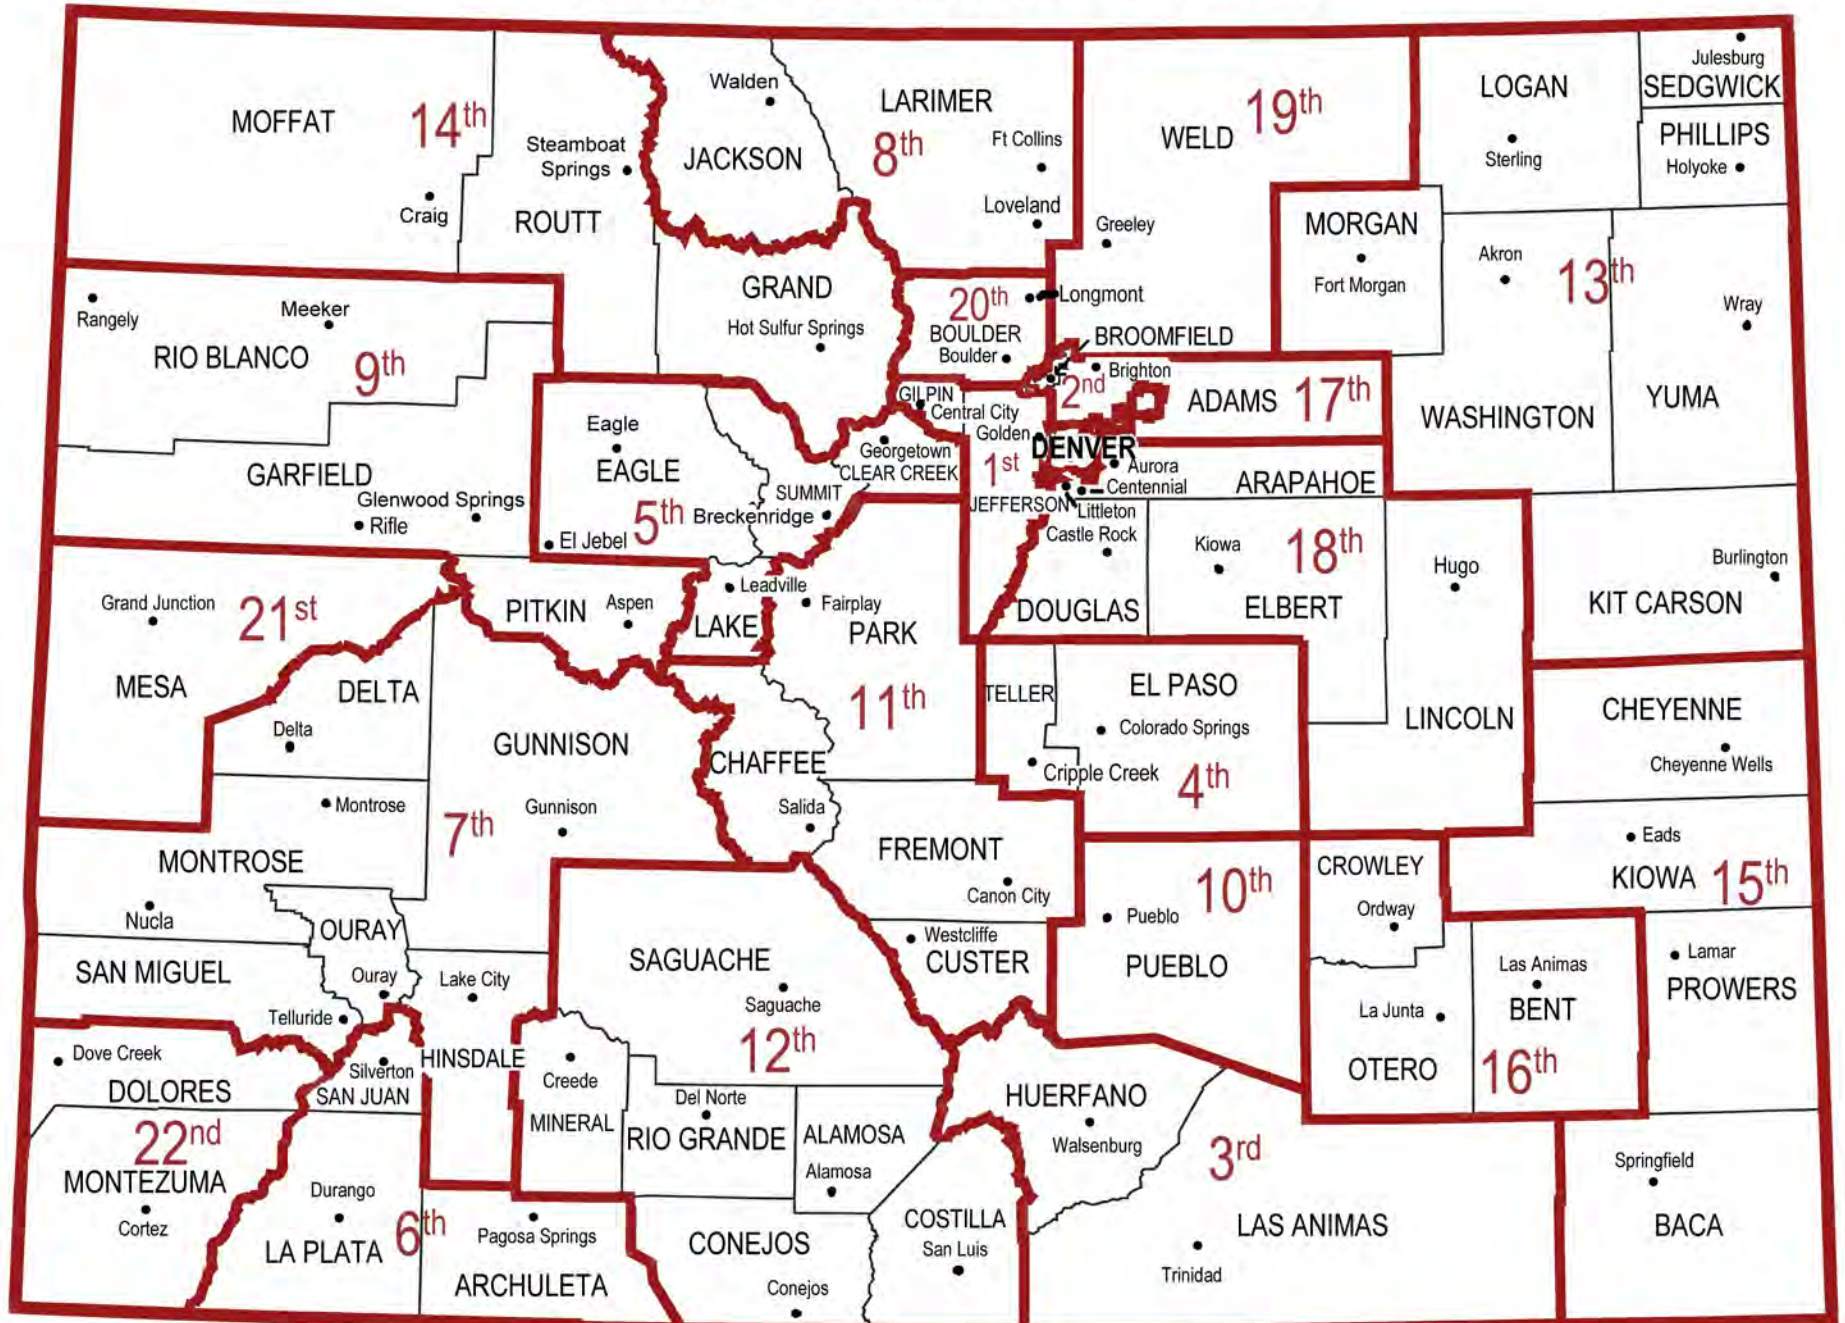 Julesburg
SEDGWICK
LOGAN
Sterling
PHILLIPS
Holyoke
MOFFAT
14th
Craig
Steamboat
Springs
ROUTT
Walden
JACKSON
LARIMER
8th
Ft Collins
Loveland
WELD
19th
Greeley
MORGAN
Fort Morgan
Akron
13th
Wray
WASHINGTON
YUMA
Rangely
Meeker
RIO BLANCO
9th
GRAND
Hot Sulfur Springs
20th
Longmont
BOULDER
Boulder
BROOMFIELD
2nd
Brighton
ADAMS
17th
GILPIN
Central City
Golden
DENVER
1st
Aurora
Centennial
Littleton
ARAPAHOE
JEFFERSON
Georgetown
CLEAR CREEK
Eagle
EAGLE
5th
El Jebel
SUMMIT
Breckenridge
GARFIELD
Glenwood Springs
Rifle
Castle Rock
DOUGLAS
Kiowa
18th
ELBERT
Hugo
LINCOLN
Burlington
KIT CARSON
Grand Junction
21st
MESA
PITKIN
Aspen
Leadville
LAKE
Fairplay
PARK
11th
DELTA
Delta
GUNNISON
Gunnison
7th
CHAFFEE
Salida
TELLER
EL PASO
Colorado Springs
Cripple Creek
4th
CHEYENNE
Cheyenne Wells
Montrose
MONTROSE
Nucla
FREMONT
Canon City
10th
Pueblo
PUEBLO
CROWLEY
Ordway
Eads
KIOWA
15th
OURAY
Ouray
SAN MIGUEL
Telluride
Lake City
HINSDALE
SAGUACHE
Saguache
12th
Westcliffe
CUSTER
Las Animas
BENT
La Junta
OTERO
16th
Lamar
PROWERS
Dove Creek
DOLORES
Silverton
SAN JUAN
Creede
MINERAL
Del Norte
RIO GRANDE
ALAMOSA
Alamosa
HUERFANO
Walsenburg
3rd
22nd
MONTEZUMA
Cortez
Durango
6th
LA PLATA
Pagosa Springs
ARCHULETA
CONEJOS
Conejos
COSTILLA
San Luis
LAS ANIMAS
Trinidad
Springfield
BACA